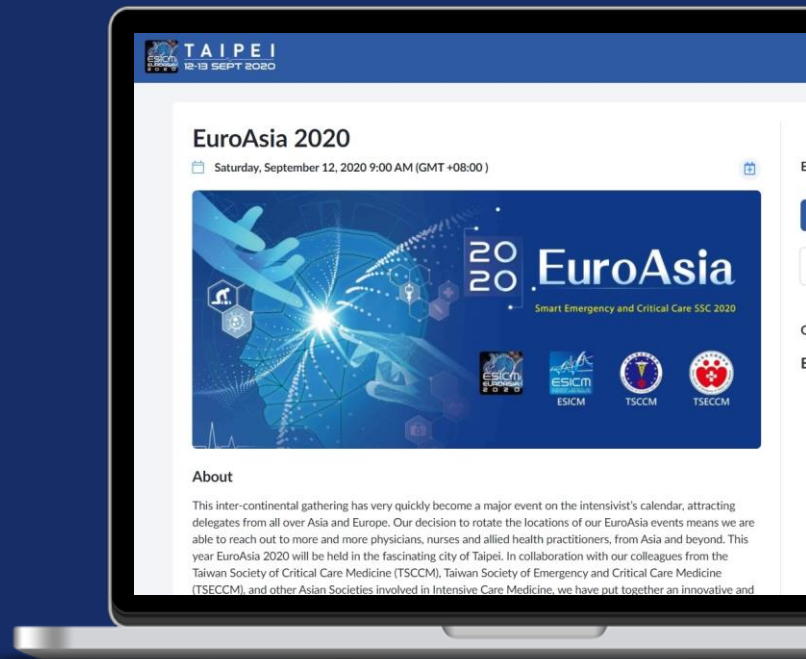 TAIPEI
12-13 SEPT 2020
EuroAsia 2020
Saturday, September 12, 2020 9:00 AM (GMT +08:00 )
2020 EuroAsia
Smart Emergency and Critical Care SSC 2020
ESICM
EUROASIA
2020
ESICM
ESICM
TSCCM
TSECCM
About
This inter-continental gathering has very quickly become a major event on the intensivist's calendar, attracting
delegates from all over Asia and Europe. Our decision to rotate the locations of our EuroAsia events means we are
able to reach out to more and more physicians, nurses and allied health practitioners, from Asia and beyond. This
year EuroAsia 2020 will be held in the fascinating city of Taipei. In collaboration with our colleagues from the
Taiwan Society of Critical Care Medicine (TSCCM), Taiwan Society of Emergency and Critical Care Medicine
(TSECCM), and other Asian Societies involved in Intensive Care Medicine, we have put together an innovative and